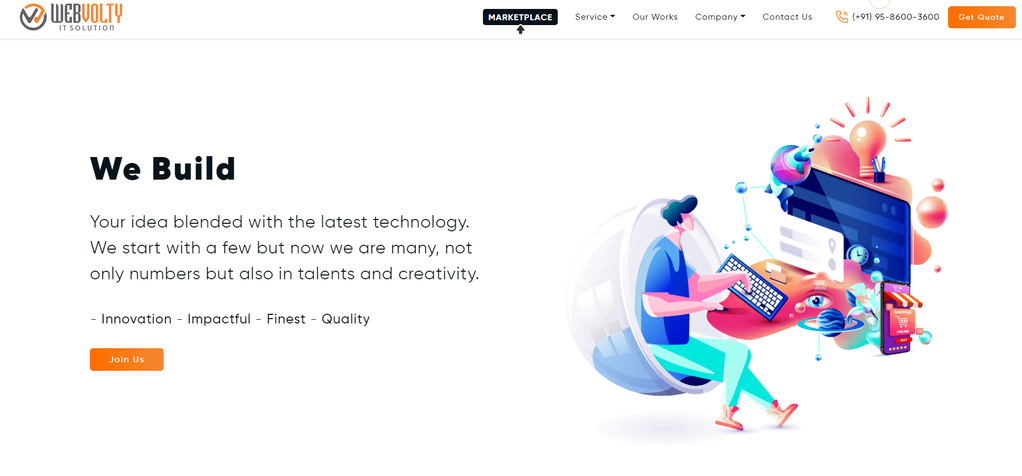 WEBVOLTY
IT SOLUTION
MARKETPLACE
Service
Our Works
Company
Contact Us
(+91) 95-8600-3600
Get Quote
We Build
Your idea blended with the latest technology.
We start with a few but now we are many, not
only numbers but also in talents and creativity.
- Innovation - Impactful - Finest - Quality
Join Us